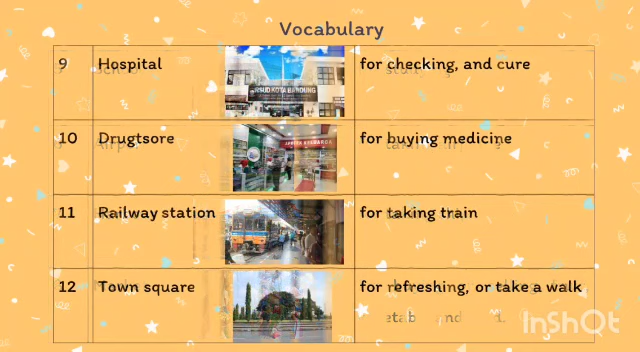 Vocabulary
9 Hospital for checking, and cure
RSUD KOTA BANDUNG
10 Drugtsore for buying medicine
11 Railway station for taking train
12 Town square for refreshing, or take a walk
InShOt